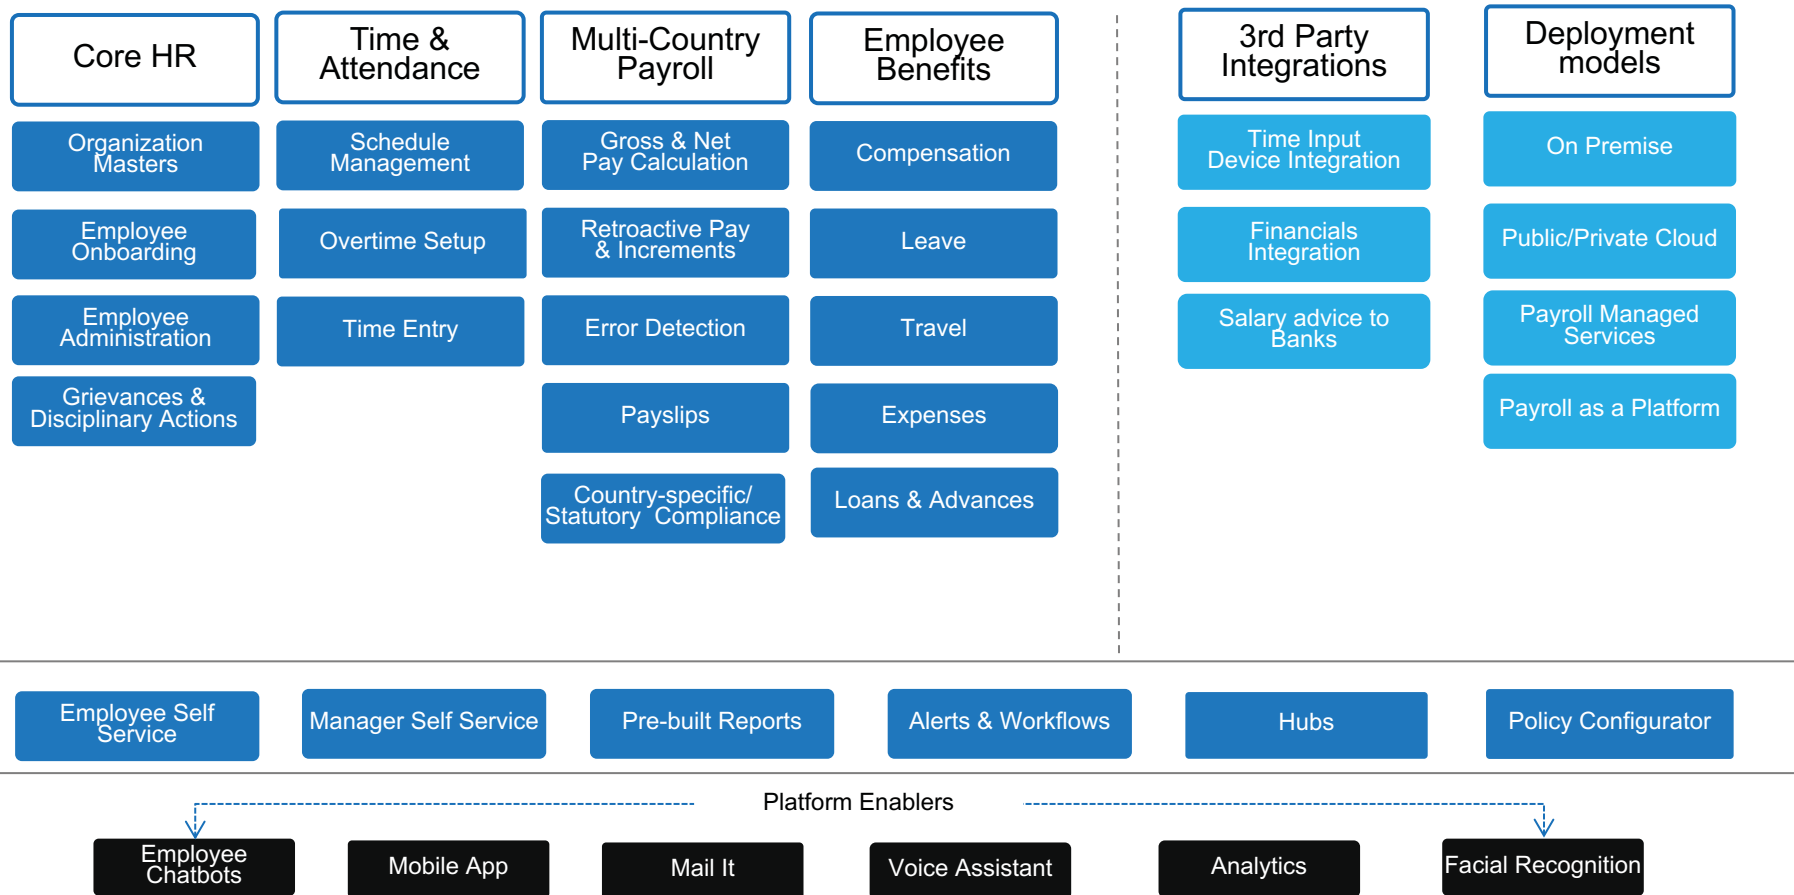 Core HR
Time &
Attendance
Multi-Country
Payroll
Employee
Benefits
3rd Party
Integrations
Deployment
models
Organization
Masters
Schedule
Management
Gross & Net
Pay Calculation
Compensation
Time Input
Device Integration
On Premise
Employee
Onboarding
Overtime Setup
Retroactive Pay
& Increments
Leave
Financials
Integration
Public/Private Cloud
Employee
Administration
Time Entry
Error Detection
Travel
Salary advice to
Banks
Payroll Managed
Services
Grievances &
Disciplinary Actions
Payslips
Expenses
Payroll as a Platform
Country-specific/
Statutory  Compliance
Loans & Advances
Employee Self
Service
Manager Self Service
Pre-built Reports
Alerts & Workflows
Hubs
Policy Configurator
Platform Enablers
Employee
Chatbots
Mobile App
Mail It
Voice Assistant
Analytics
Facial Recognition